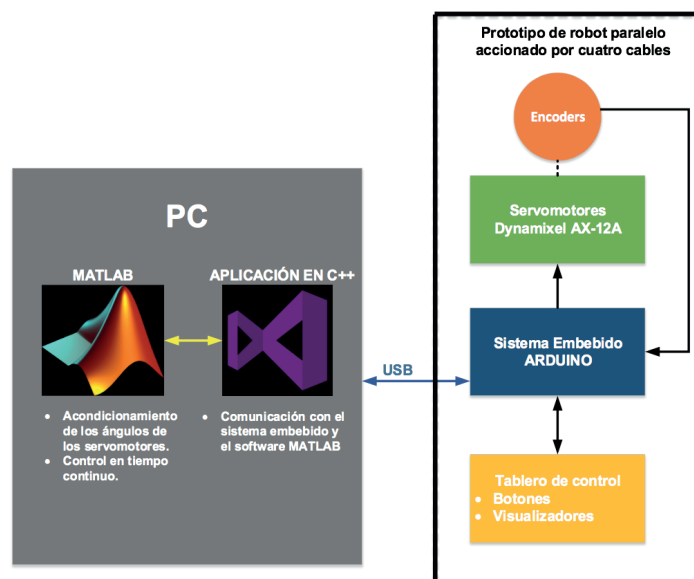 Prototipo de robot paralelo
accionado por cuatro cables
Encoders
Servomotores
Dynamixel AX-12A
Sistema Embebido
ARDUINO
Tablero de control
• Botones
• Visualizadores
USB
PC
MATLAB
• Acondicionamiento
de los ángulos de
los servomotores.
• Control en tiempo
continuo.
APLICACIÓN EN C++
• Comunicación con el
sistema embebido y
el software MATLAB